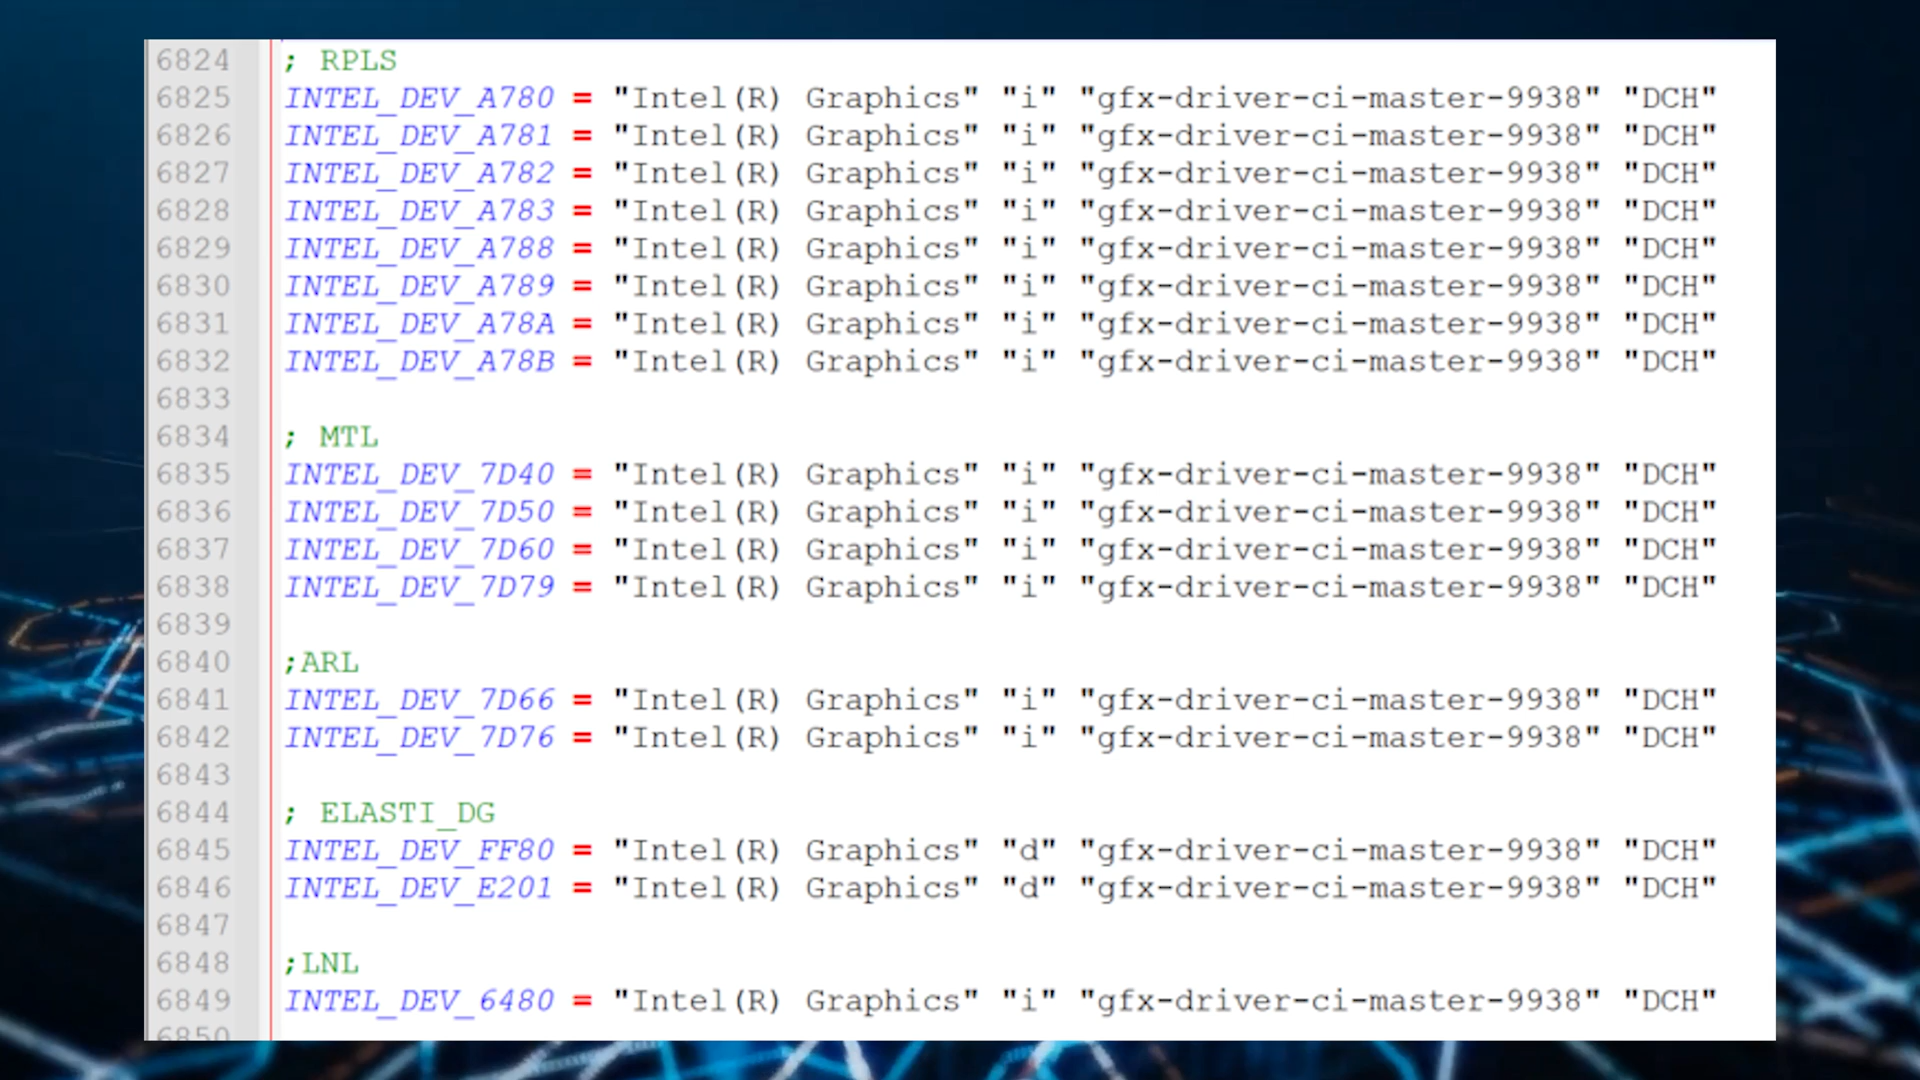 6824 ; RPLS
6825 INTEL_DEV_A780 = "Intel(R) Graphics" "i" "gfx-driver-ci-master-9938" "DCH"
6826 INTEL_DEV_A781 = "Intel(R) Graphics" "i" "gfx-driver-ci-master-9938" "DCH"
6827 INTEL_DEV_A782 = "Intel(R) Graphics" "i" "gfx-driver-ci-master-9938" "DCH"
6828 INTEL_DEV_A783 = "Intel(R) Graphics" "i" "gfx-driver-ci-master-9938" "DCH"
6829 INTEL_DEV_A788 = "Intel(R) Graphics" "i" "gfx-driver-ci-master-9938" "DCH"
6830 INTEL_DEV_A789 = "Intel(R) Graphics" "i" "gfx-driver-ci-master-9938" "DCH"
6831 INTEL_DEV_A78A = "Intel(R) Graphics" "i" "gfx-driver-ci-master-9938" "DCH"
6832 INTEL_DEV_A78B = "Intel(R) Graphics" "i" "gfx-driver-ci-master-9938" "DCH"
6833
6834 ; MTL
6835 INTEL_DEV_7D40 = "Intel(R) Graphics" "i" "gfx-driver-ci-master-9938" "DCH"
6836 INTEL_DEV_7D50 = "Intel(R) Graphics" "i" "gfx-driver-ci-master-9938" "DCH"
6837 INTEL_DEV_7D60 = "Intel(R) Graphics" "i" "gfx-driver-ci-master-9938" "DCH"
6838 INTEL_DEV_7D79 = "Intel(R) Graphics" "i" "gfx-driver-ci-master-9938" "DCH"
6839
6840 ;ARL
6841 INTEL_DEV_7D66 = "Intel(R) Graphics" "i" "gfx-driver-ci-master-9938" "DCH"
6842 INTEL_DEV_7D76 = "Intel(R) Graphics" "i" "gfx-driver-ci-master-9938" "DCH"
6843
6844 ; ELASTI_DG
6845 INTEL_DEV_FF80 = "Intel(R) Graphics" "d" "gfx-driver-ci-master-9938" "DCH"
6846 INTEL_DEV_E201 = "Intel(R) Graphics" "d" "gfx-driver-ci-master-9938" "DCH"
6847
6848 ;LNL
6849 INTEL_DEV_6480 = "Intel(R) Graphics" "i" "gfx-driver-ci-master-9938" "DCH"
6850